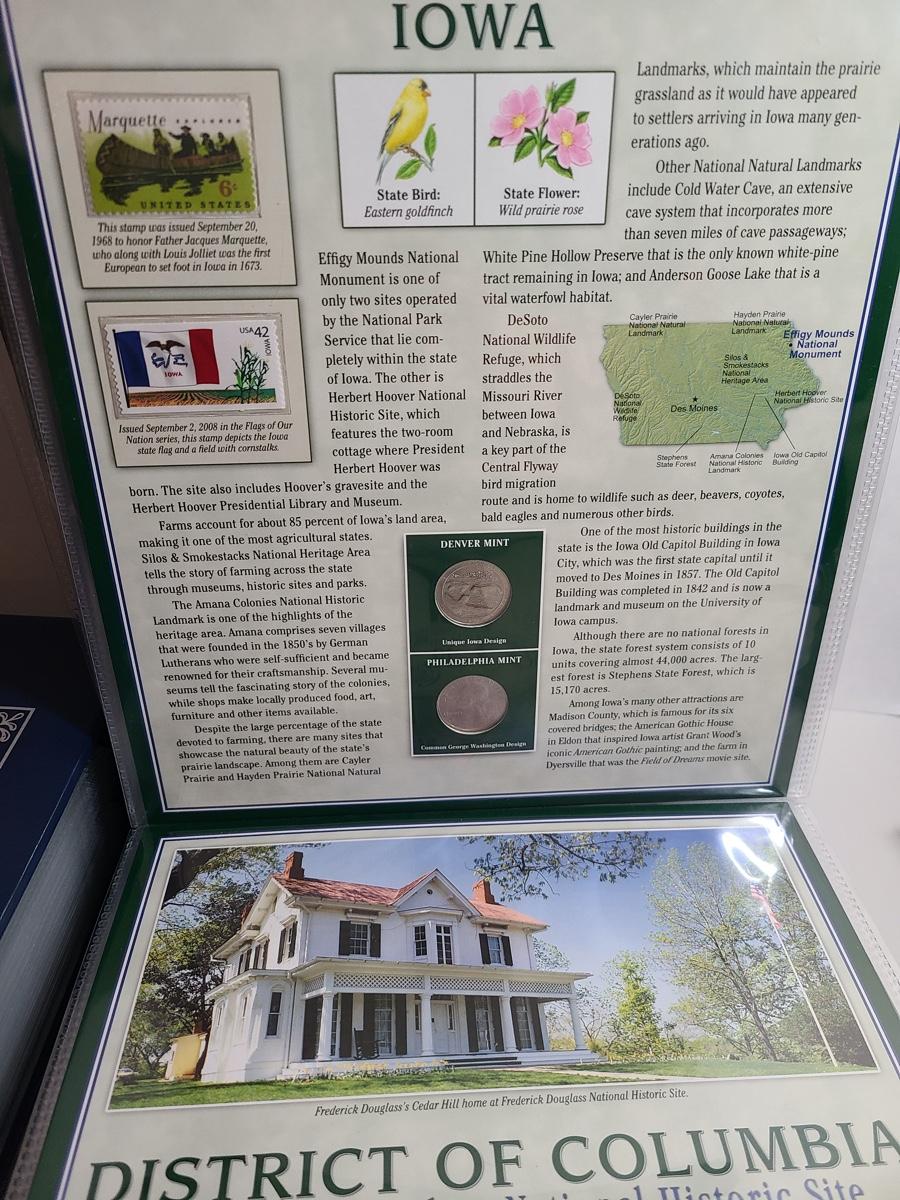 IOWA
Marquette
EXPLORER
6¢
UNITED STATES
This stamp was issued September 20,
1968 to honor Father Jacques Marquette,
who along with Louis Jolliet was the first
European to set foot in Iowa in 1673.
USA 42
IOWA
IOWA
Issued September 2, 2008 in the Flags of Our
Nation series, this stamp depicts the Iowa
state flag and a field with cornstalks.
State Bird:
Eastern goldfinch
State Flower:
Wild prairie rose
Effigy Mounds National
Monument is one of
only two sites operated
by the National Park
Service that lie com-
pletely within the state
of Iowa. The other is
Herbert Hoover National
Historic Site, which
features the two-room
cottage where President
Herbert Hoover was
born. The site also includes Hoover's gravesite and the
Herbert Hoover Presidential Library and Museum.
Farms account for about 85 percent of Iowa's land area,
making it one of the most agricultural states.
Silos & Smokestacks National Heritage Area
tells the story of farming across the state
through museums, historic sites and parks.
The Amana Colonies National Historic
Landmark is one of the highlights of the
heritage area. Amana comprises seven villages
that were founded in the 1850's by German
Lutherans who were self-sufficient and became
renowned for their craftsmanship. Several mu-
seums tell the fascinating story of the colonies,
while shops make locally produced food, art,
furniture and other items available.
Despite the large percentage of the state
devoted to farming, there are many sites that
showcase the natural beauty of the state's
prairie landscape. Among them are Cayler
Prairie and Hayden Prairie National Natural
Landmarks, which maintain the prairie
grassland as it would have appeared
to settlers arriving in Iowa many gen-
erations ago.
Other National Natural Landmarks
include Cold Water Cave, an extensive
cave system that incorporates more
than seven miles of cave passageways;
White Pine Hollow Preserve that is the only known white-pine
tract remaining in Iowa; and Anderson Goose Lake that is a
vital waterfowl habitat.
DeSoto
National Wildlife
Refuge, which
straddles the
Missouri River
between Iowa
and Nebraska, is
a key part of the
Central Flyway
bird migration
route and is home to wildlife such as deer, beavers, coyotes,
bald eagles and numerous other birds.
Cayler Prairie
National Natural
Landmark
Hayden Prairie
National Natural
Landmark
Effigy Mounds
National
Monument
Silos &
Smokestacks
National
Heritage Area
DeSoto
National
Wildlife
Refuge
Des Moines
Herbert Hoover
National Historic Site
Stephens
State Forest
Amana Colonies
National Historic
Landmark
Iowa Old Capitol
Building
DENVER MINT
Unique Iowa Design
PHILADELPHIA MINT
Common George Washington Design
One of the most historic buildings in the
state is the Iowa Old Capitol Building in Iowa
City, which was the first state capital until it
moved to Des Moines in 1857. The Old Capitol
Building was completed in 1842 and is now a
landmark and museum on the University of
Iowa campus.
Although there are no national forests in
Iowa, the state forest system consists of 10
units covering almost 44,000 acres. The larg-
est forest is Stephens State Forest, which is
15,170 acres.
Among Iowa's many other attractions are
Madison County, which is famous for its six
covered bridges; the American Gothic House
in Eldon that inspired Iowa artist Grant Wood's
iconic American Gothic painting; and the farm in
Dyersville that was the Field of Dreams movie site.
Frederick Douglass's Cedar Hill home at Frederick Douglass National Historic Site.
DISTRICT OF COLUMBIA
National Historic Site